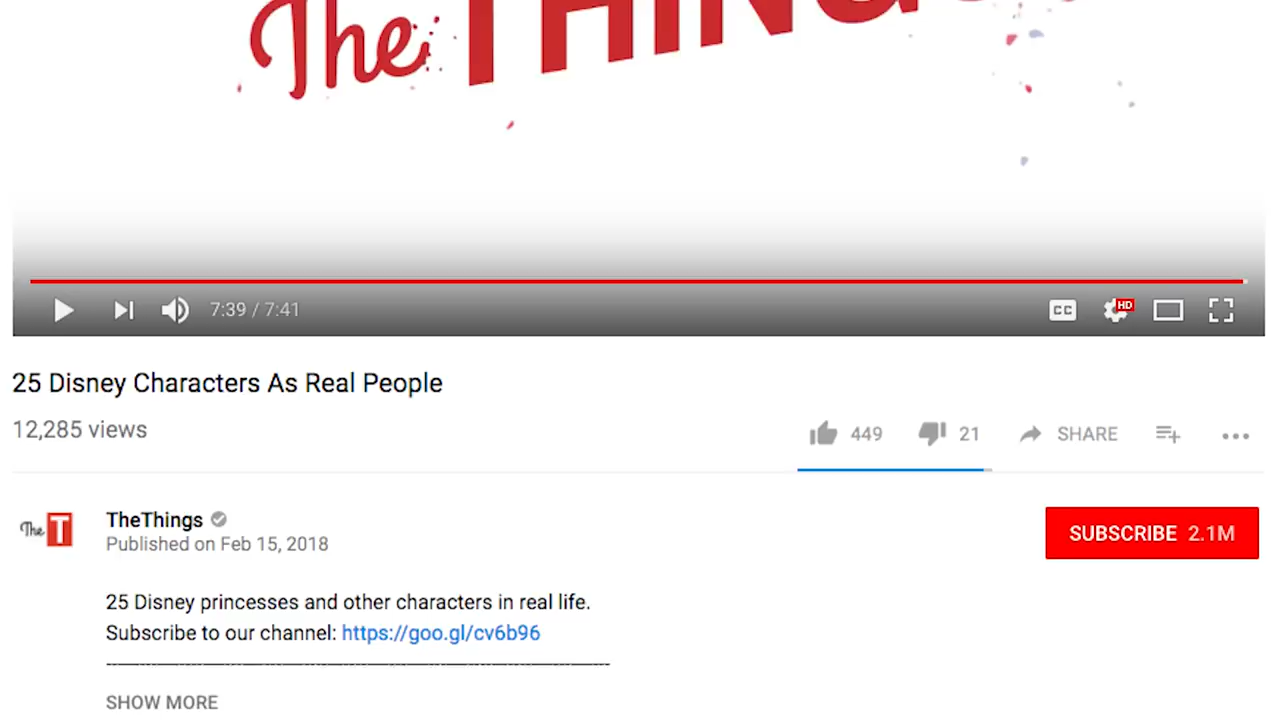 The THINGS
7:39 / 7:41
CC
HD
25 Disney Characters As Real People
12,285 views
449
21
SHARE
The T
TheThings
Published on Feb 15, 2018
SUBSCRIBE 2.1M
25 Disney princesses and other characters in real life.
Subscribe to our channel: https://goo.gl/cv6b96
SHOW MORE